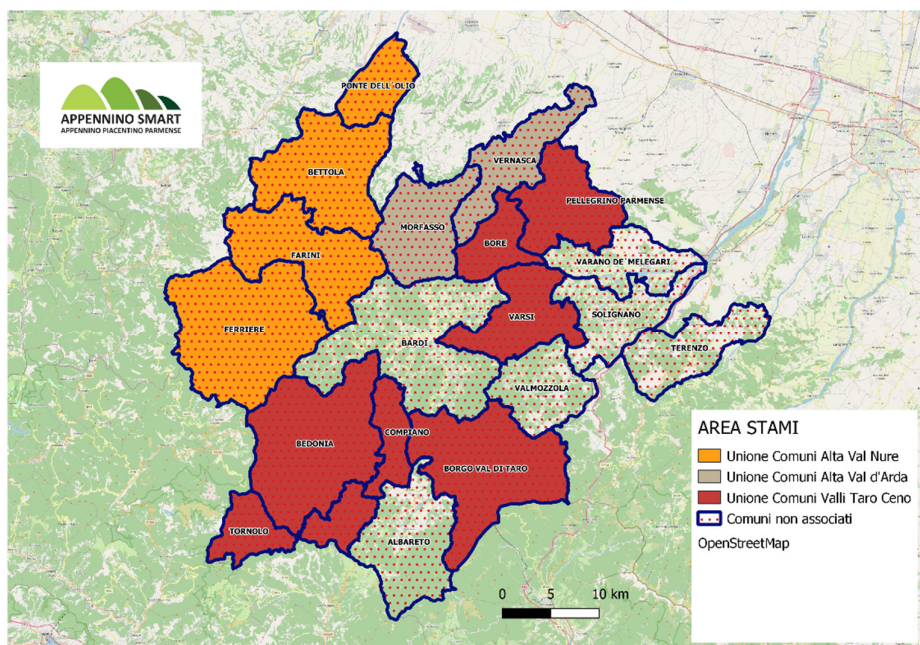 APPENNINO SMART
APPENNINO PIACENTINO PARMENSE
PONTE DELL`OLIO
BETTOLA
VERNASCA
PELLEGRINO PARMENSE
MORFASSO
BORE
FARINI
VARANO DE` MELEGARI
FERRIERE
VARSI
SOLIGNANO
BARDI
TERENZO
VALMOZZOLA
COMPIANO
BEDONIA
BORGO VAL DI TARO
TORNOLO
ALBARETO
0 5 10 km
AREA STAMI
Unione Comuni Alta Val Nure
Unione Comuni Alta Val d'Arda
Unione Comuni Valli Taro Ceno
Comuni non associati
OpenStreetMap